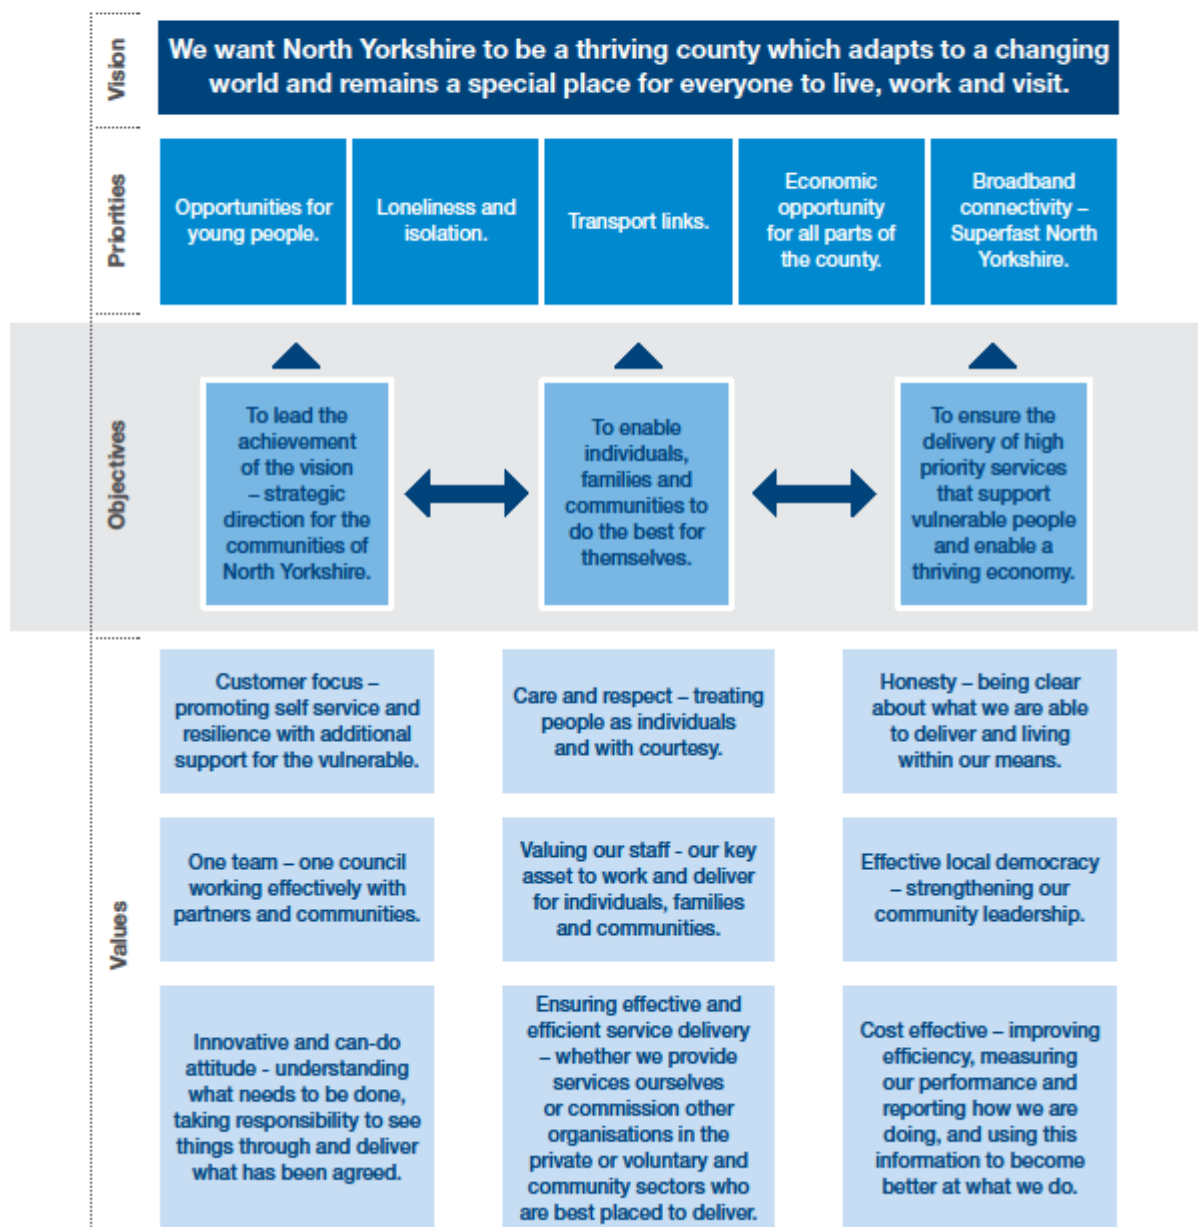 Vision
We want North Yorkshire to be a thriving county which adapts to a changing
world and remains a special place for everyone to live, work and visit.
Priorities
Opportunities for
young people.
Loneliness and
isolation.
Transport links.
Economic
opportunity
for all parts of
the county.
Broadband
connectivity –
Superfast North
Yorkshire.
Objectives
To lead the
achievement
of the vision
– strategic
direction for the
communities of
North Yorkshire.
To enable
individuals,
families and
communities to
do the best for
themselves.
To ensure the
delivery of high
priority services
that support
vulnerable people
and enable a
thriving economy.
Values
Customer focus –
promoting self service and
resilience with additional
support for the vulnerable.
Care and respect – treating
people as individuals
and with courtesy.
Honesty – being clear
about what we are able
to deliver and living
within our means.
One team – one council
working effectively with
partners and communities.
Valuing our staff - our key
asset to work and deliver
for individuals, families
and communities.
Effective local democracy
– strengthening our
community leadership.
Innovative and can-do
attitude - understanding
what needs to be done,
taking responsibility to see
things through and deliver
what has been agreed.
Ensuring effective and
efficient service delivery
– whether we provide
services ourselves
or commission other
organisations in the
private or voluntary and
community sectors who
are best placed to deliver.
Cost effective – improving
efficiency, measuring
our performance and
reporting how we are
doing, and using this
information to become
better at what we do.